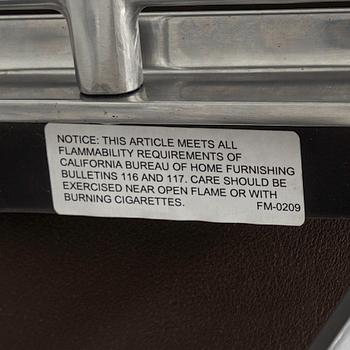 NOTICE: THIS ARTICLE MEETS ALL
FLAMMABILITY REQUIREMENTS OF
CALIFORNIA BUREAU OF HOME FURNISHING
BULLETINS 116 AND 117. CARE SHOULD BE
EXERCISED NEAR OPEN FLAME OR WITH
BURNING CIGARETTES. FM-0209